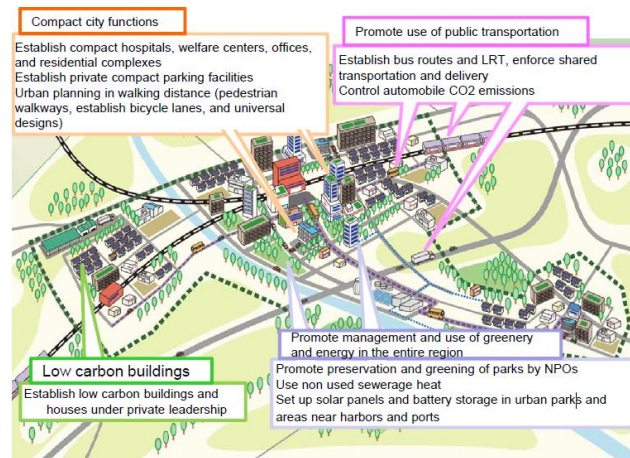 Compact city functions
Establish compact hospitals, welfare centers, offices,
and residential complexes
Establish private compact parking facilities
Urban planning in walking distance (pedestrian
walkways, establish bicycle lanes, and universal
designs)
Promote use of public transportation
Establish bus routes and LRT, enforce shared
transportation and delivery
Control automobile CO2 emissions
Low carbon buildings
Establish low carbon buildings and
houses under private leadership
Promote management and use of greenery
and energy in the entire region
Promote preservation and greening of parks by NPOs
Use non used sewerage heat
Set up solar panels and battery storage in urban parks and
areas near harbors and ports